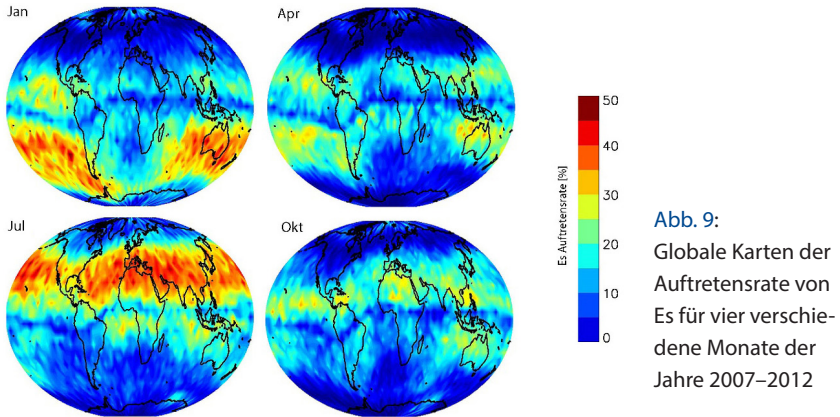 Jan
Apr
Jul
Okt
Es Auftretensrate [%]
50
40
30
20
10
0
Abb. 9:
Globale Karten der
Auftretensrate von
Es für vier verschie-
dene Monate der
Jahre 2007–2012